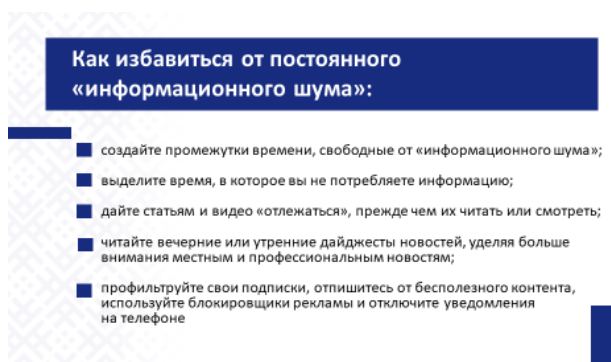 Как избавиться от постоянного
«информационного шума»:
создайте промежутки времени, свободные от «информационного шума»;
выделите время, в которое вы не потребляете информацию;
дайте статьям и видео «отлежаться», прежде чем их читать или смотреть;
читайте вечерние или утренние дайджесты новостей, уделяя больше
внимания местным и профессиональным новостям;
профильтруйте свои подписки, отпишитесь от бесполезного контента,
используйте блокировщики рекламы и отключите уведомления
на телефоне